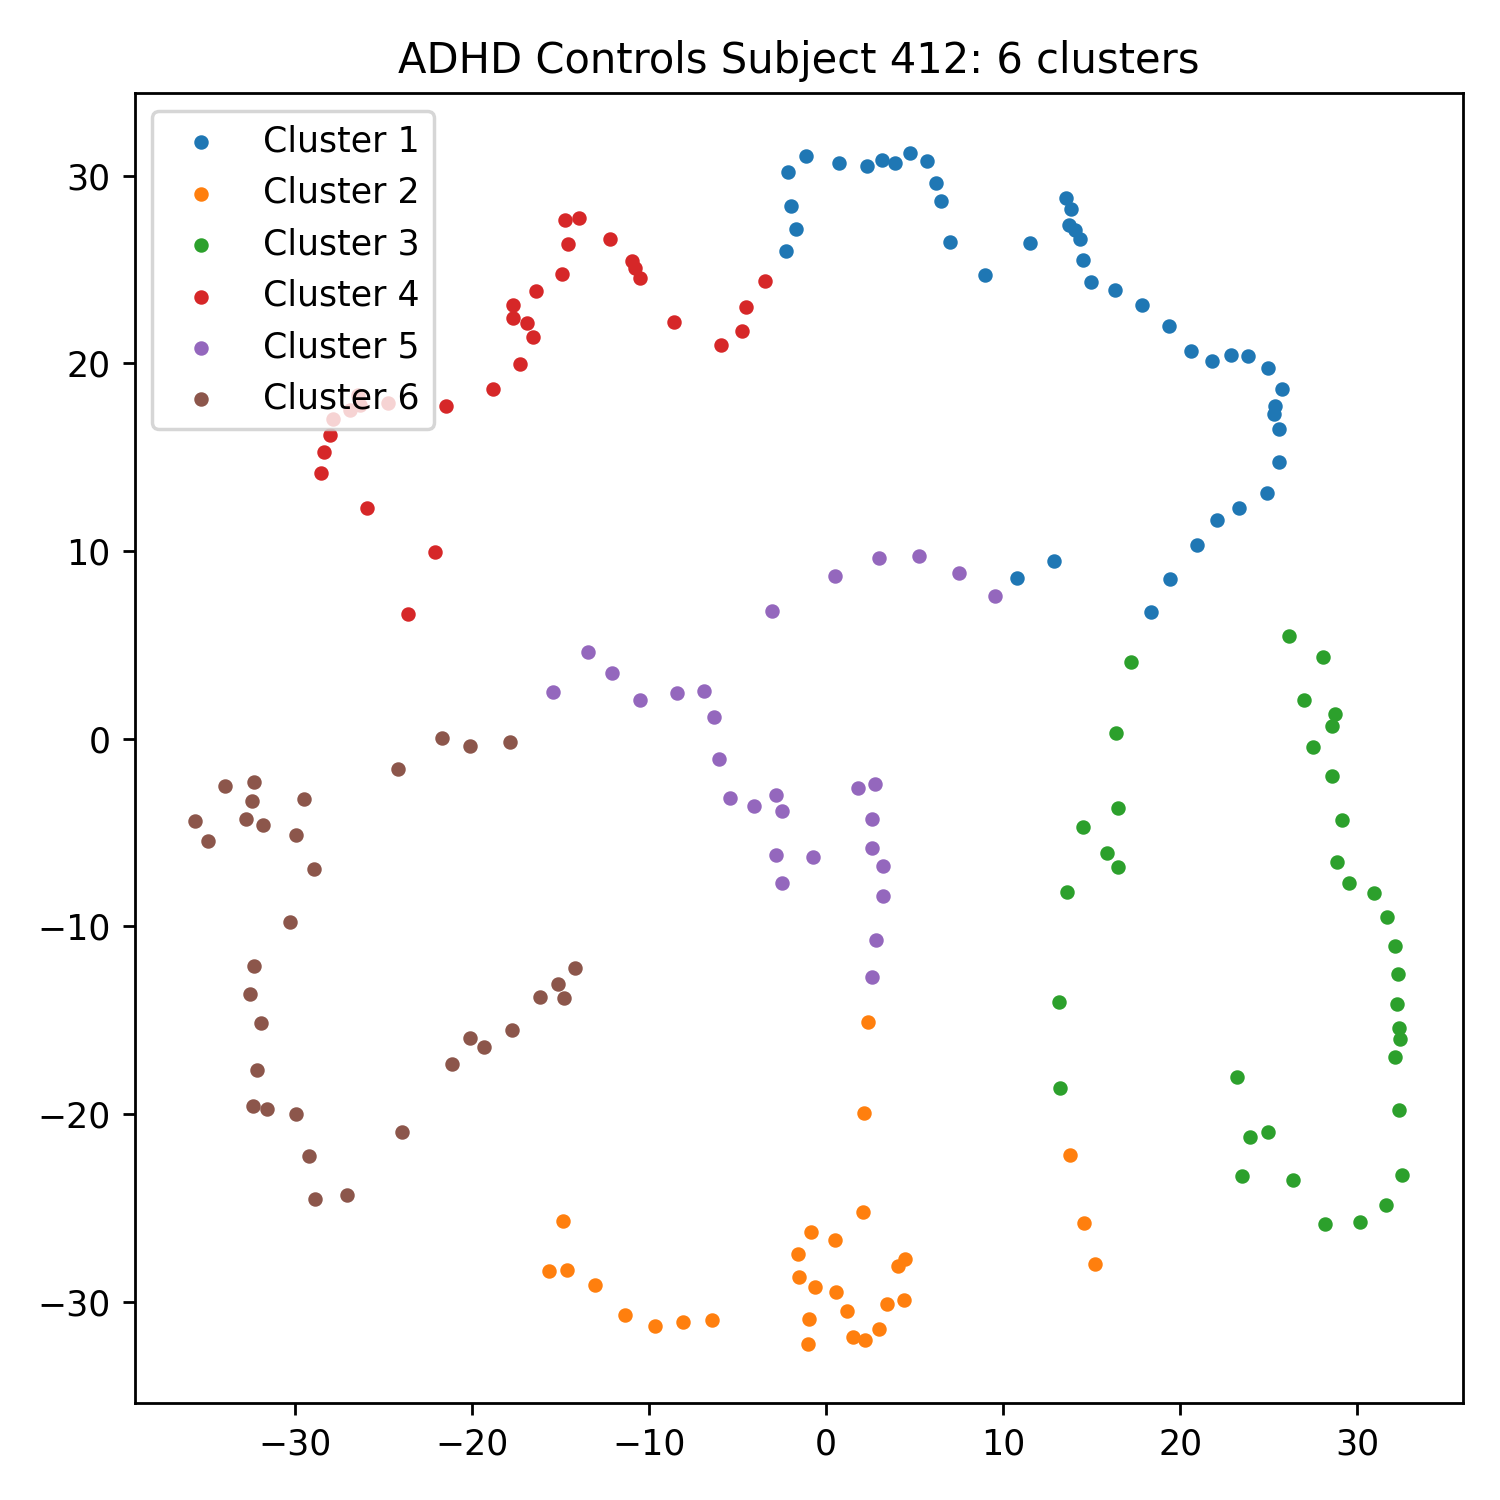 ADHD Controls Subject 412: 6 clusters
Cluster 1
Cluster 2
Cluster 3
Cluster 4
Cluster 5
Cluster 6
30
20
10
0
−10
−20
−30
−30 −20 −10 0 10 20 30